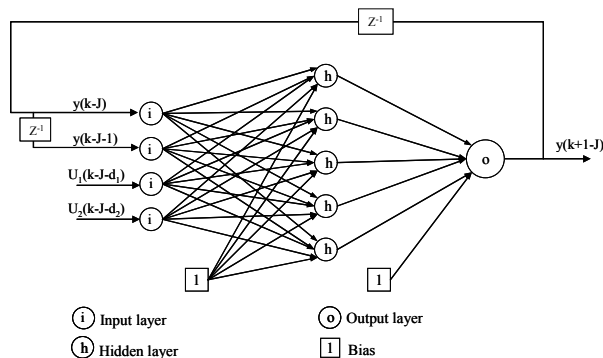 Z⁻¹
y(k-J)
i
h
Z⁻¹
h
y(k-J-1)
i
h
o
y(k+1-J)
U₁(k-J-d₁)
i
U₂(k-J-d₂)
i
h
h
1
1
i Input layer
o Output layer
h Hidden layer
1 Bias